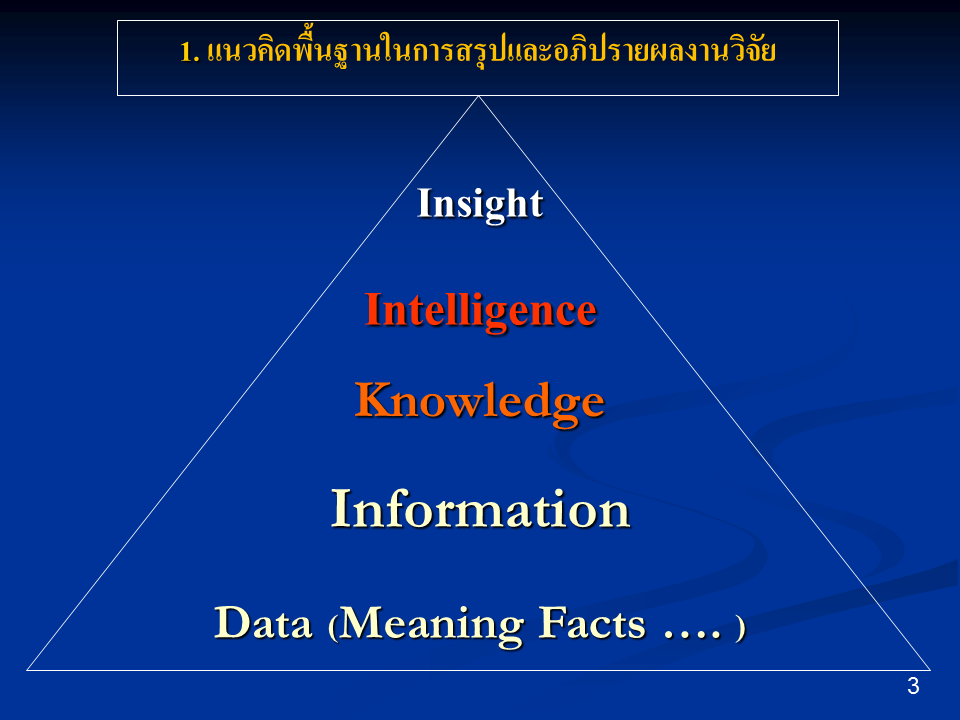 1. แนวคิดพื้นฐานในการสรุปและอภิปรายผลงานวิจัย
Insight
Intelligence
Knowledge
Information
Data (Meaning Facts .... )
3